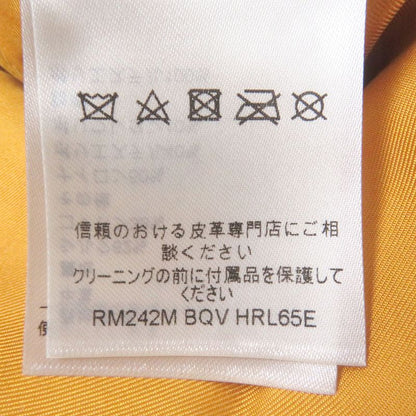 信頼のおける皮革専門店にご相
談ください
クリーニングの前に付属品を保護して
ください
RM242M BQV HRL65E
使